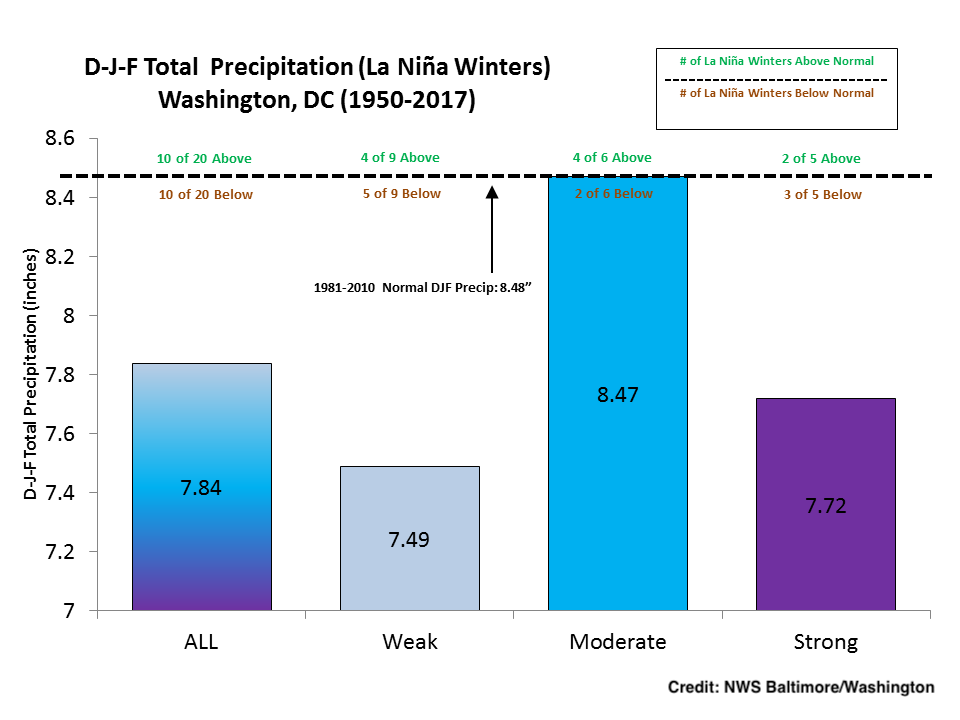 D-J-F Total Precipitation (La Niña Winters)
Washington, DC (1950-2017)
# of La Niña Winters Above Normal
# of La Niña Winters Below Normal
D-J-F Total Precipitation (inches)
8.6
8.4
8.2
8
7.8
7.6
7.4
7.2
7
10 of 20 Above
4 of 9 Above
4 of 6 Above
2 of 5 Above
10 of 20 Below
5 of 9 Below
2 of 6 Below
3 of 5 Below
1981-2010 Normal DJF Precip: 8.48”
7.84
7.49
8.47
7.72
ALL
Weak
Moderate
Strong
Credit: NWS Baltimore/Washington